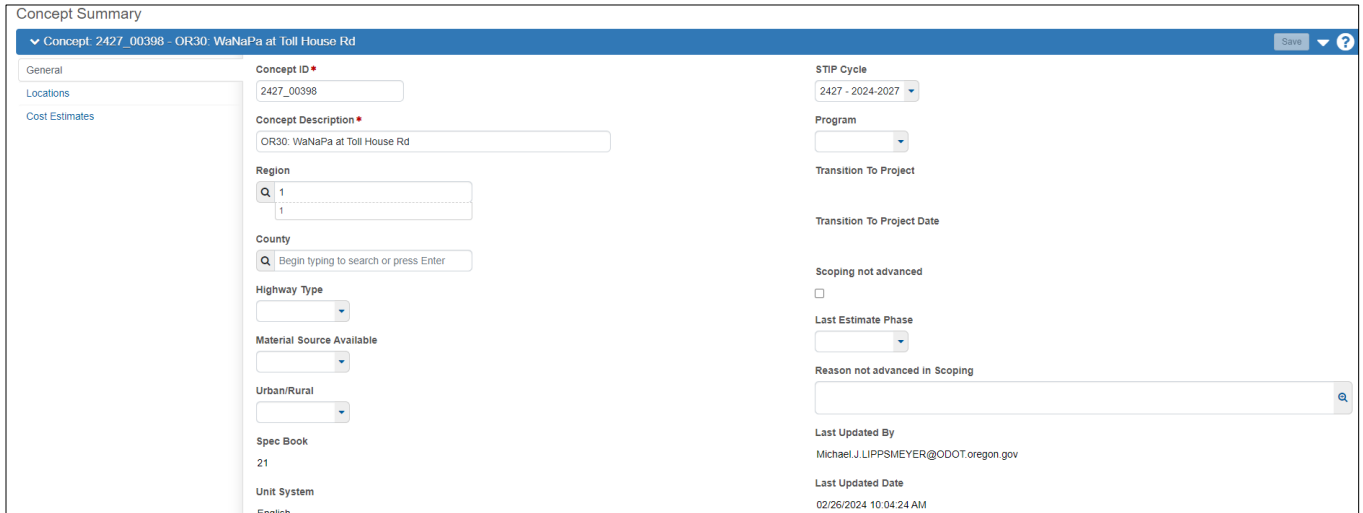 Concept Summary
Concept: 2427_00398 - OR30: WaNaPa at Toll House Rd
Save
?
General
Locations
Cost Estimates
Concept ID*
2427_00398
Concept Description*
OR30: WaNaPa at Toll House Rd
Region
1
1
County
Begin typing to search or press Enter
Highway Type
Material Source Available
Urban/Rural
Spec Book
21
Unit System
English
STIP Cycle
2427 - 2024-2027
Program
Transition To Project
Transition To Project Date
Scoping not advanced
Last Estimate Phase
Reason not advanced in Scoping
Last Updated By
Michael.J.LIPPSMEYER@ODOT.oregon.gov
Last Updated Date
02/26/2024 10:04:24 AM